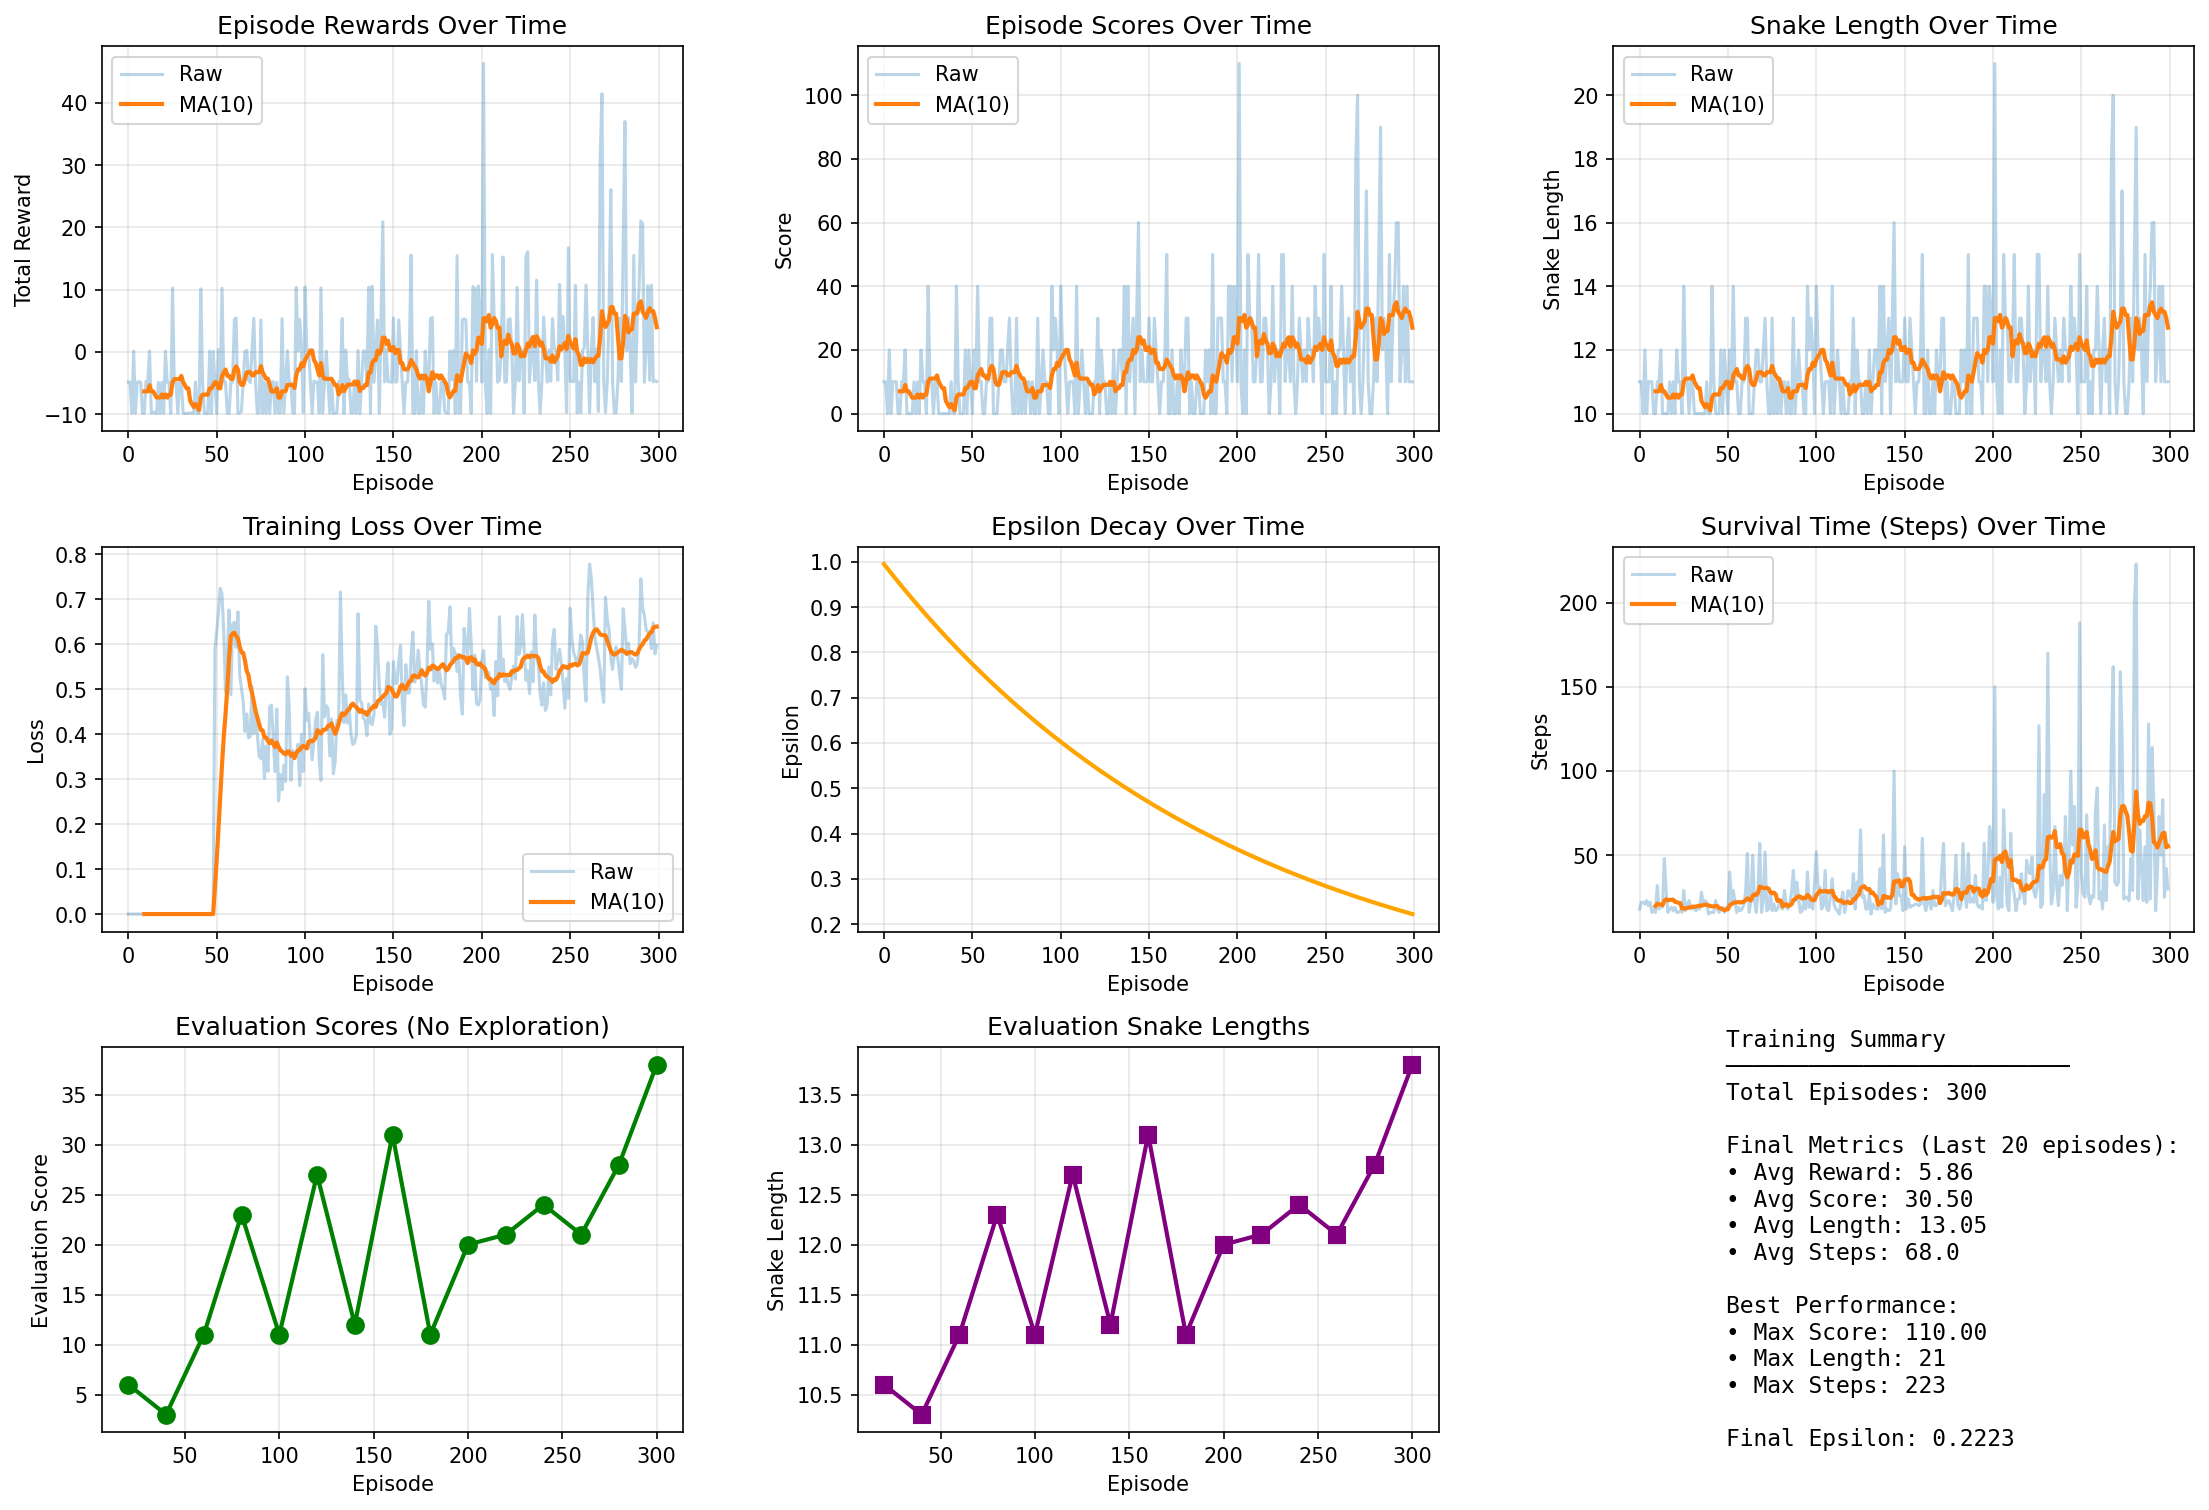 Episode Rewards Over Time
Raw
MA(10)
Total Reward
40
30
20
10
0
−10
0 50 100 150 200 250 300
Episode
Episode Scores Over Time
Raw
MA(10)
Score
100
80
60
40
20
0
0 50 100 150 200 250 300
Episode
Snake Length Over Time
Raw
MA(10)
Snake Length
20
18
16
14
12
10
0 50 100 150 200 250 300
Episode
Training Loss Over Time
Loss
0.8
0.7
0.6
0.5
0.4
0.3
0.2
0.1
0.0
Raw
MA(10)
0 50 100 150 200 250 300
Episode
Epsilon Decay Over Time
Epsilon
1.0
0.9
0.8
0.7
0.6
0.5
0.4
0.3
0.2
0 50 100 150 200 250 300
Episode
Survival Time (Steps) Over Time
Raw
MA(10)
Steps
200
150
100
50
0 50 100 150 200 250 300
Episode
Evaluation Scores (No Exploration)
Evaluation Score
35
30
25
20
15
10
5
50 100 150 200 250 300
Episode
Evaluation Snake Lengths
Snake Length
13.5
13.0
12.5
12.0
11.5
11.0
10.5
50 100 150 200 250 300
Episode
Training Summary
Total Episodes: 300
Final Metrics (Last 20 episodes):
• Avg Reward: 5.86
• Avg Score: 30.50
• Avg Length: 13.05
• Avg Steps: 68.0
Best Performance:
• Max Score: 110.00
• Max Length: 21
• Max Steps: 223
Final Epsilon: 0.2223